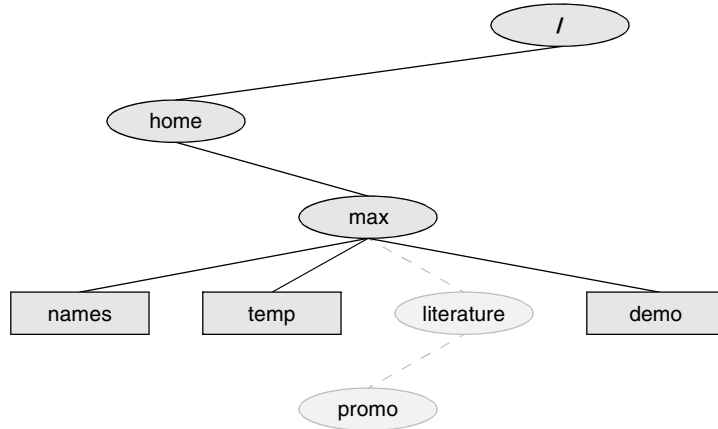 /
home
max
names
temp
literature
demo
promo